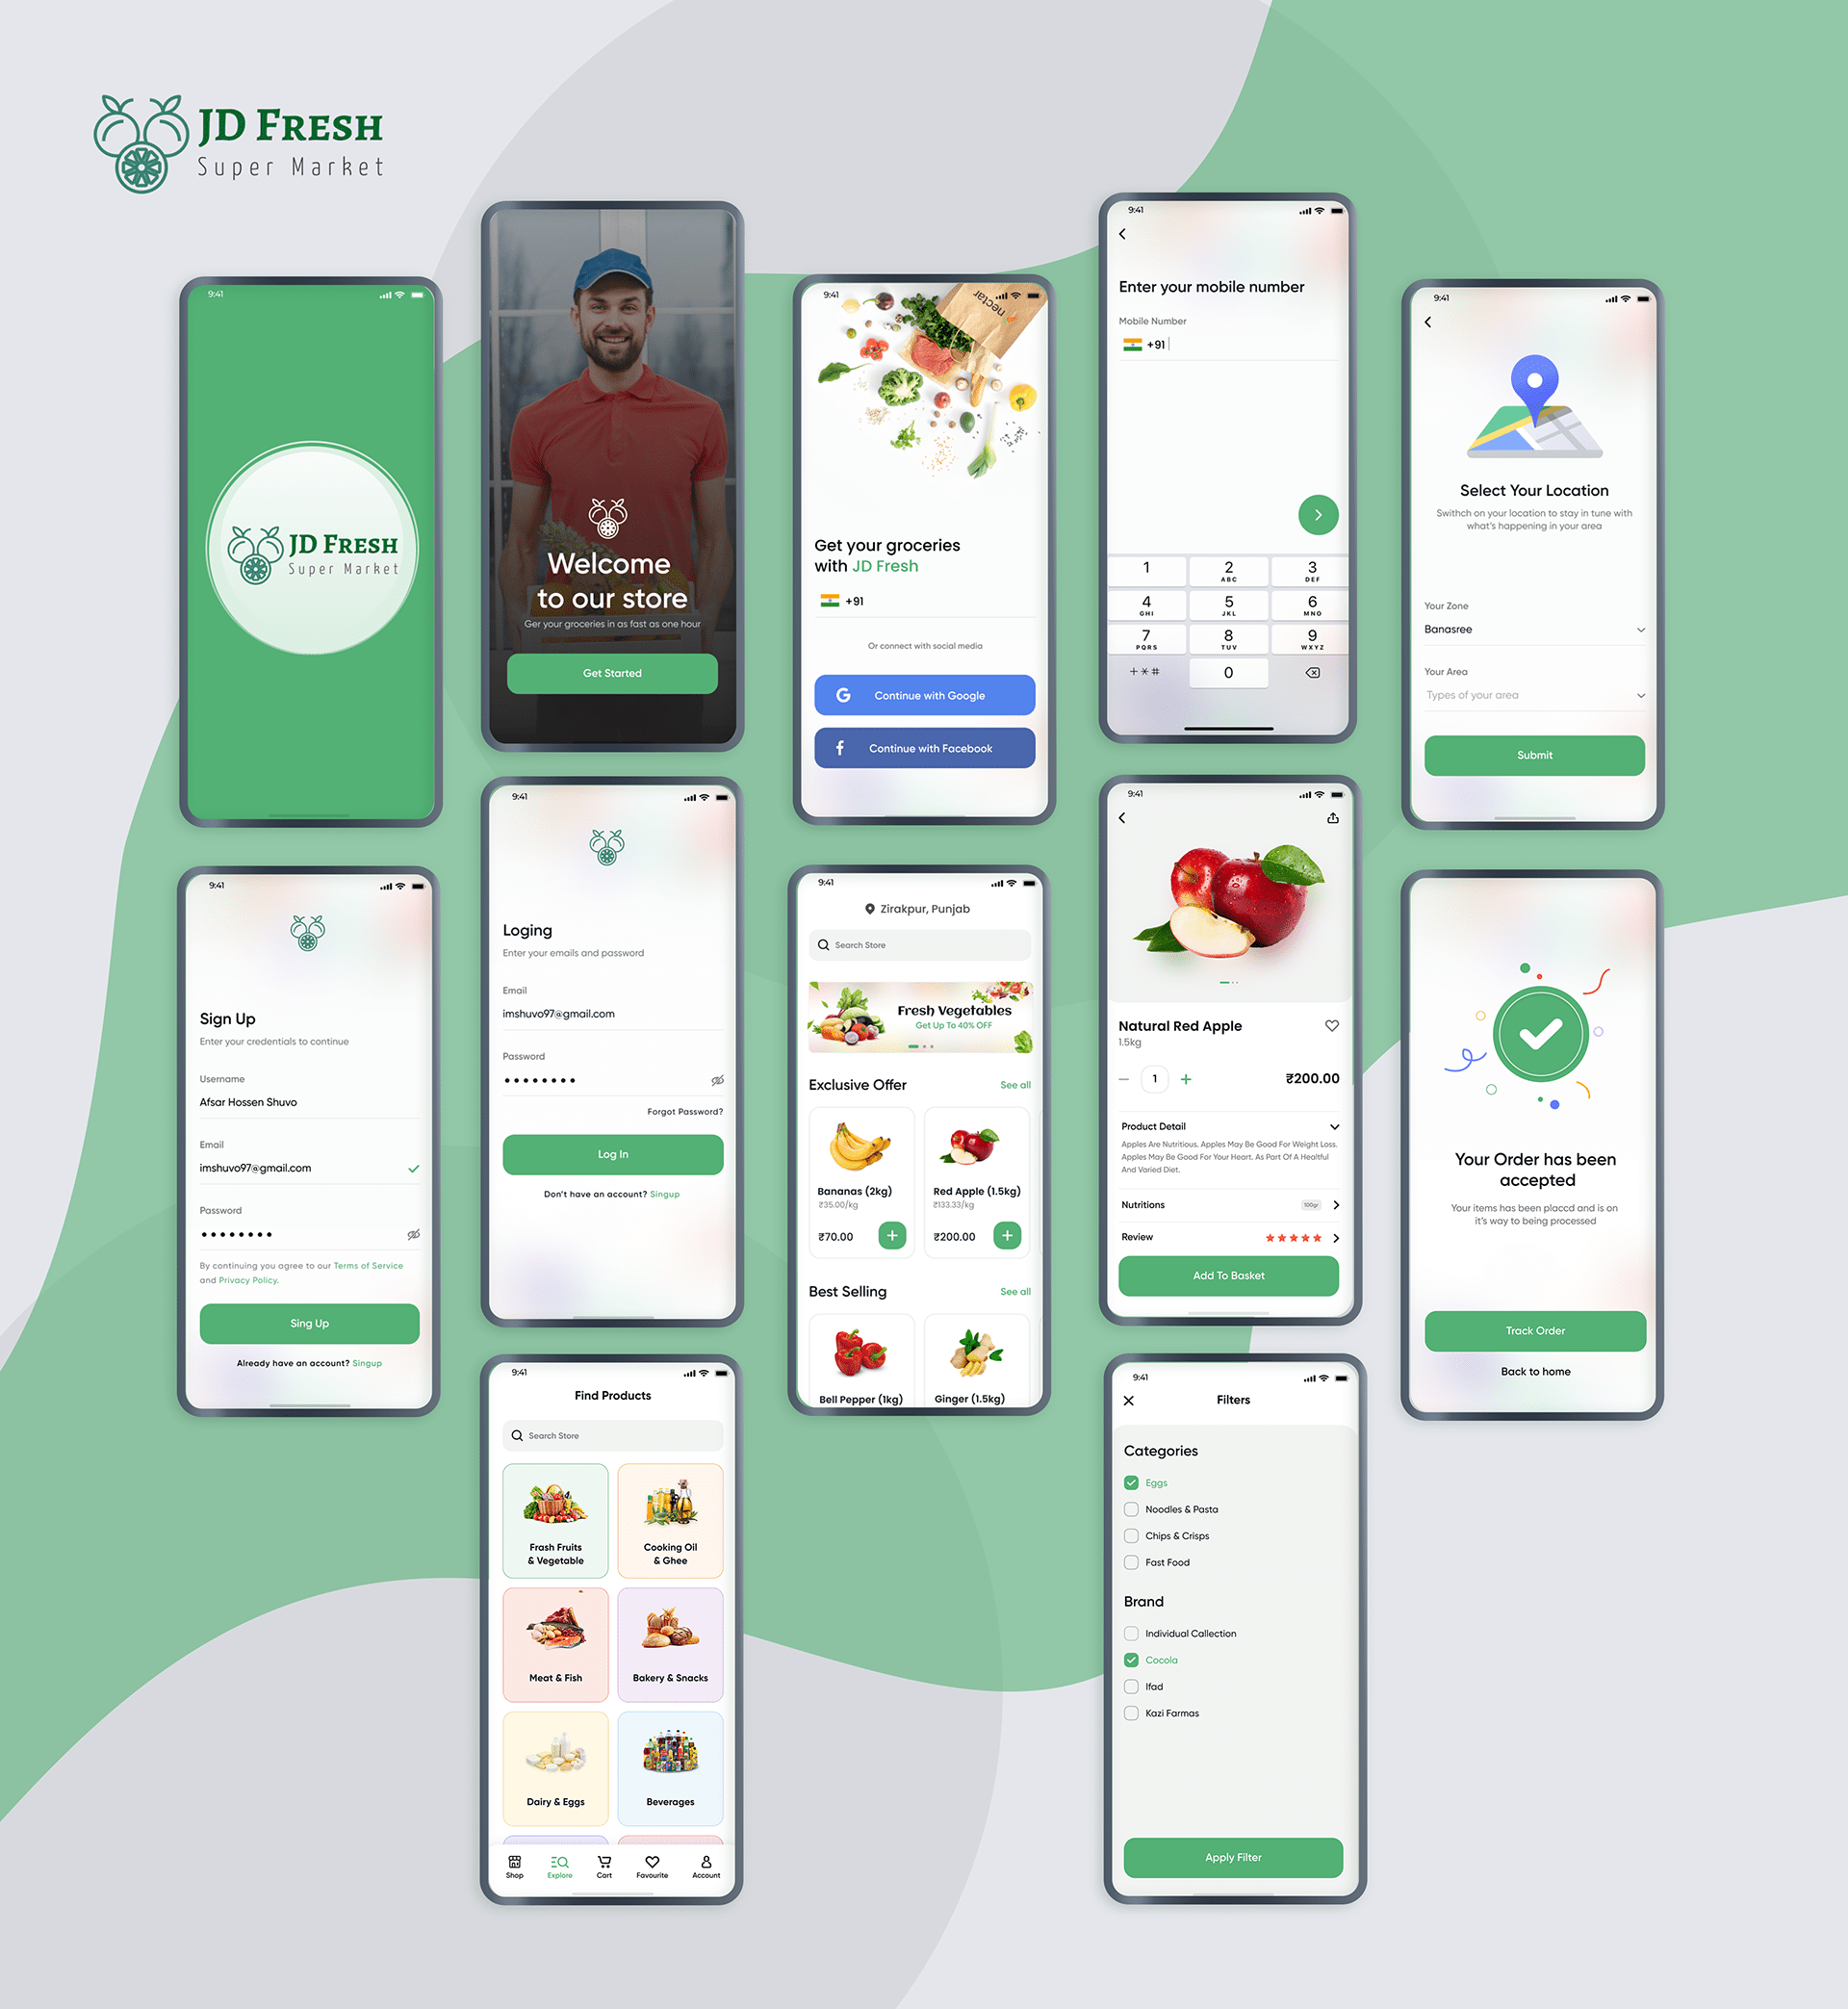 JD Fresh
Super Market
9:41
JD Fresh
Super Market
Welcome
to our store
Ger your groceries in as fast as one hour
Get Started
9:41
nectar
Get your groceries
with JD Fresh
+91
Or connect with social media
G Continue with Google
f Continue with Facebook
9:41
Enter your mobile number
Mobile Number
+91
1
2
ABC
3
DEF
4
GHI
5
JKL
6
MNO
7
PQRS
8
TUV
9
WXYZ
+*#
0
9:41
Select Your Location
Swithch on your location to stay in tune with
what's happening in your area
Your Zone
Banasree
Your Area
Types of your area
Submit
9:41
Sign Up
Enter your credentials to continue
Username
Afsar Hossen Shuvo
Email
imshuvo97@gmail.com
Password
By continuing you agree to our Terms of Service
and Privacy Policy.
Sing Up
Already have an account? Singup
9:41
Loging
Enter your emails and password
Email
imshuvo97@gmail.com
Password
Forgot Password?
Log In
Don't have an account? Singup
9:41
Zirakpur, Punjab
Search Store
Fresh Vegetables
Get Up To 40% OFF
Exclusive Offer
See all
Bananas (2kg)
₹35.00/kg
₹70.00
Red Apple (1.5kg)
₹133.33/kg
₹200.00
Best Selling
See all
Bell Pepper (1kg)
Ginger (1.5kg)
9:41
Natural Red Apple
1.5kg
1
₹200.00
Product Detail
Apples Are Nutritious. Apples May Be Good For Weight Loss.
Apples May Be Good For Your Heart. As Part Of A Healtful
And Varied Diet.
Nutritions
100gr
Review
Add To Basket
Your Order has been
accepted
Your items has been placcd and is on
it's way to being processed
Track Order
Back to home
9:41
Find Products
Search Store
Frash Fruits
& Vegetable
Cooking Oil
& Ghee
Meat & Fish
Bakery & Snacks
Dairy & Eggs
Beverages
Shop
Explore
Cart
Favourite
Account
9:41
Filters
Categories
Eggs
Noodles & Pasta
Chips & Crisps
Fast Food
Brand
Individual Callection
Cocola
Ifad
Kazi Farmas
Apply Filter